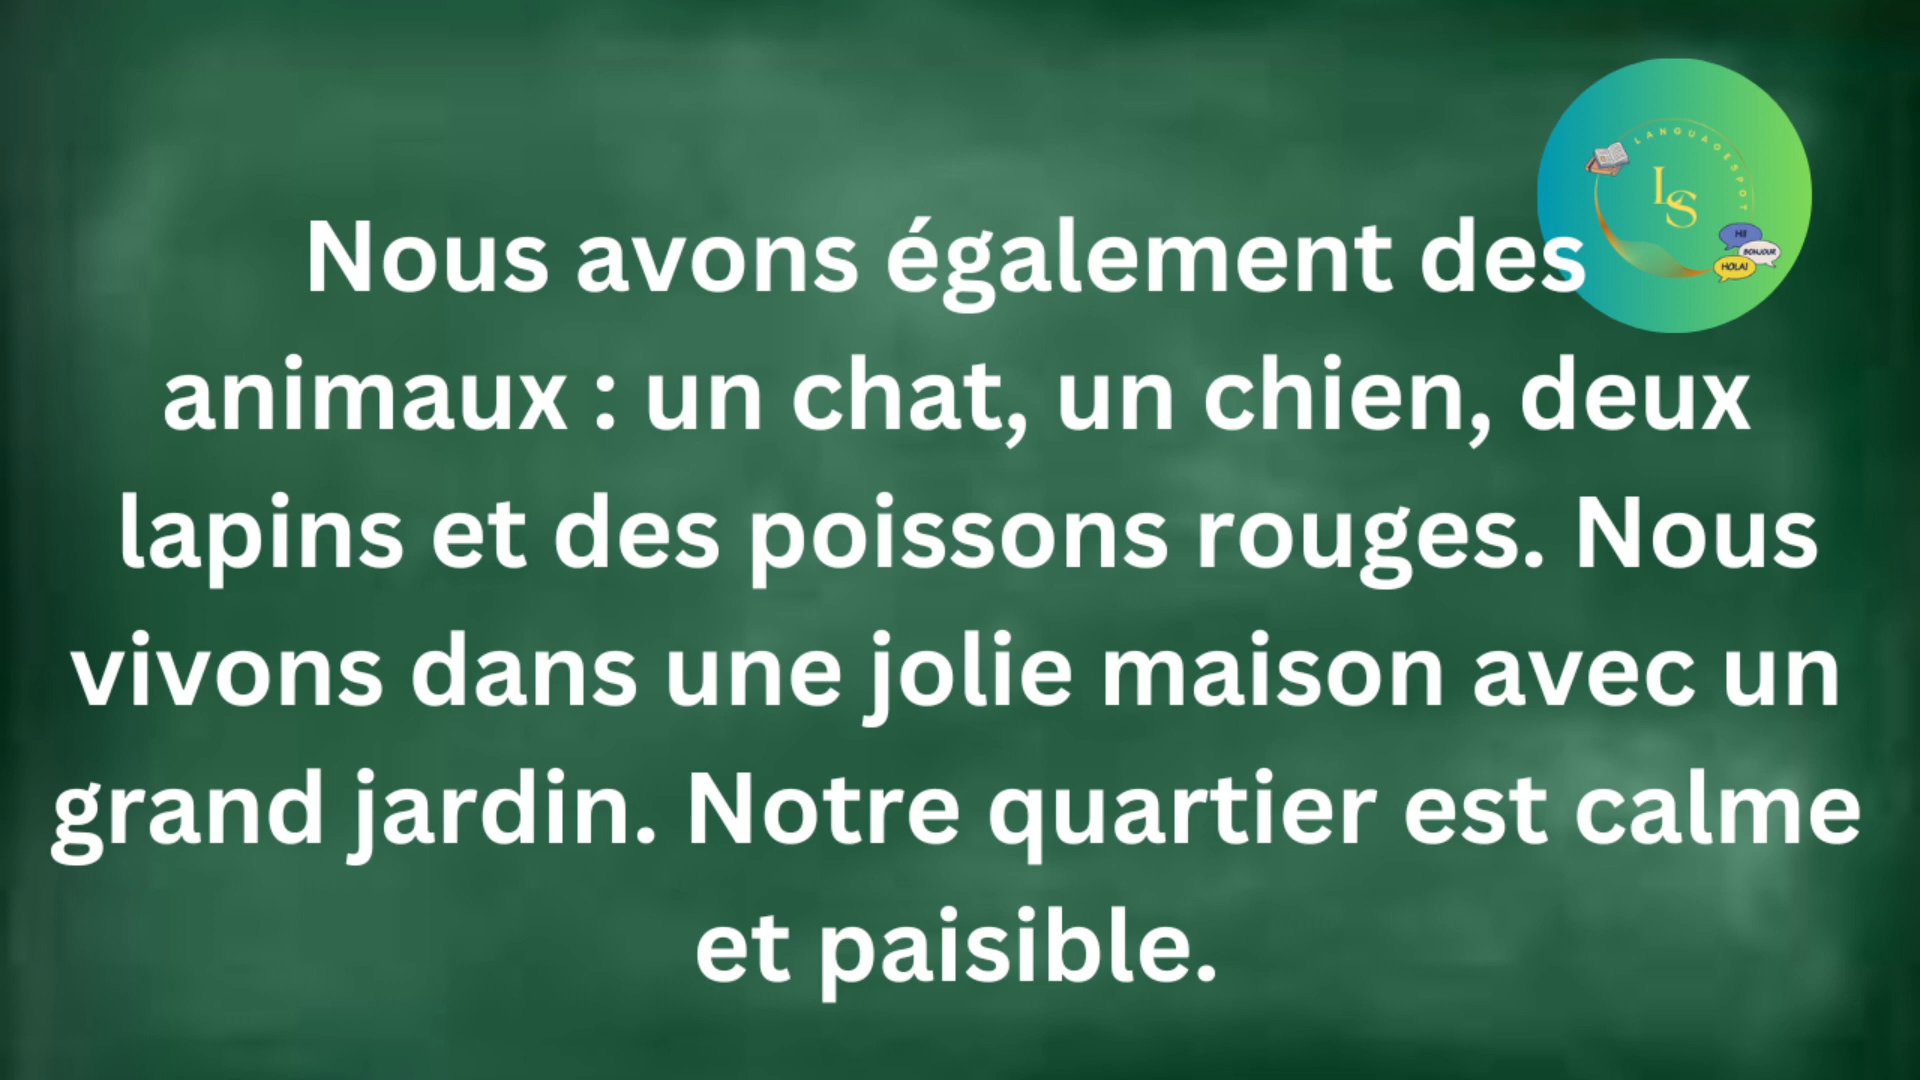 LANGUAGESPOT
LS
HI!
BONJOUR
HOLA!
Nous avons également des
animaux : un chat, un chien, deux
lapins et des poissons rouges. Nous
vivons dans une jolie maison avec un
grand jardin. Notre quartier est calme
et paisible.